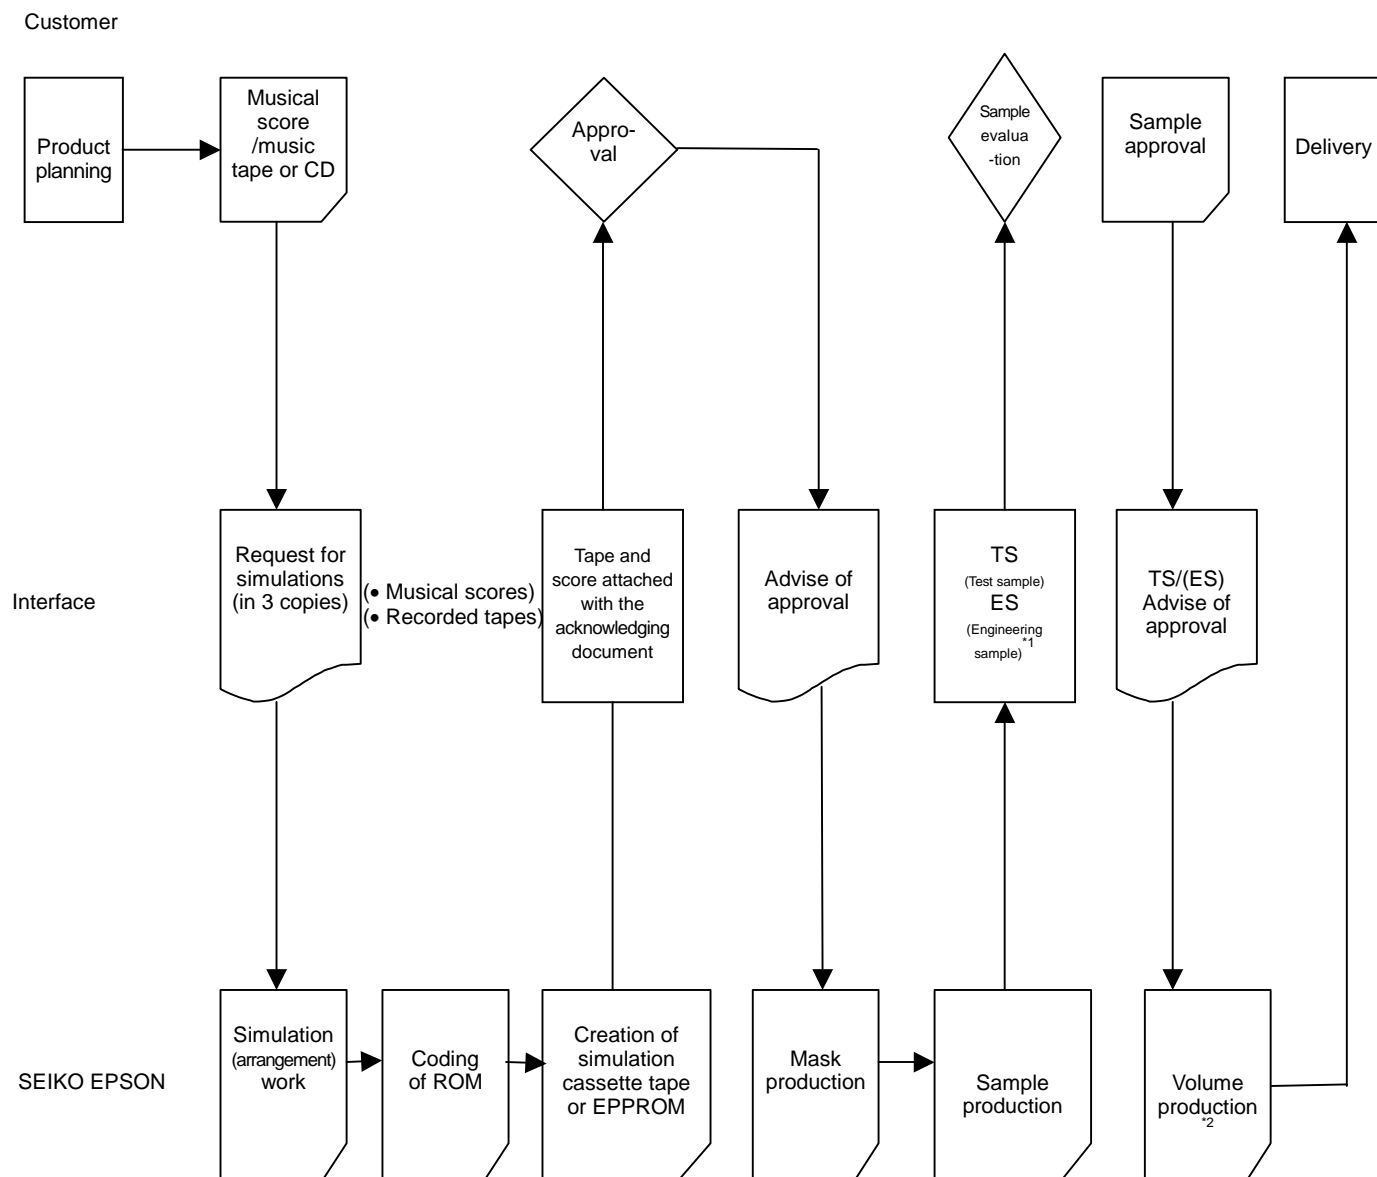 Customer
Product
planning
Musical
score
/music
tape or CD
Appro-
val
Sample
evalua
-tion
Sample
approval
Delivery
Interface
Request for
simulations
(in 3 copies)
(• Musical scores)
(• Recorded tapes)
Tape and
score attached
with the
acknowledging
document
Advise of
approval
TS
(Test sample)
ES
(Engineering
sample)*1
TS/(ES)
Advise of
approval
SEIKO EPSON
Simulation
(arrangement)
work
Coding
of ROM
Creation of
simulation
cassette tape
or EPPROM
Mask
production
Sample
production
Volume
production
*2